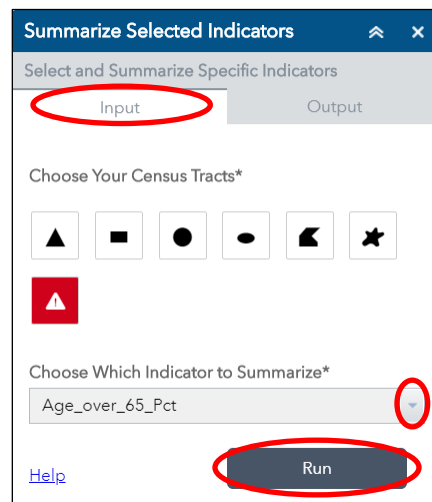 Summarize Selected Indicators
Select and Summarize Specific Indicators
Input Output
Choose Your Census Tracts*
Choose Which Indicator to Summarize*
Age_over_65_Pct
Help Run